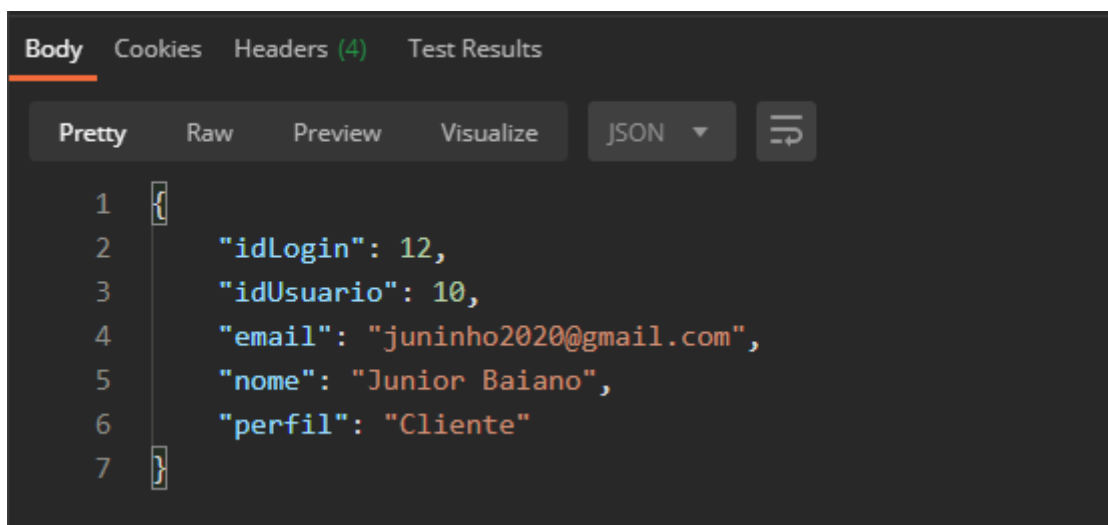 Body Cookies Headers (4) Test Results
Pretty Raw Preview Visualize JSON
1 {
2 "idLogin": 12,
3 "idUsuario": 10,
4 "email": "juninho2020@gmail.com",
5 "nome": "Junior Baiano",
6 "perfil": "Cliente"
7 }